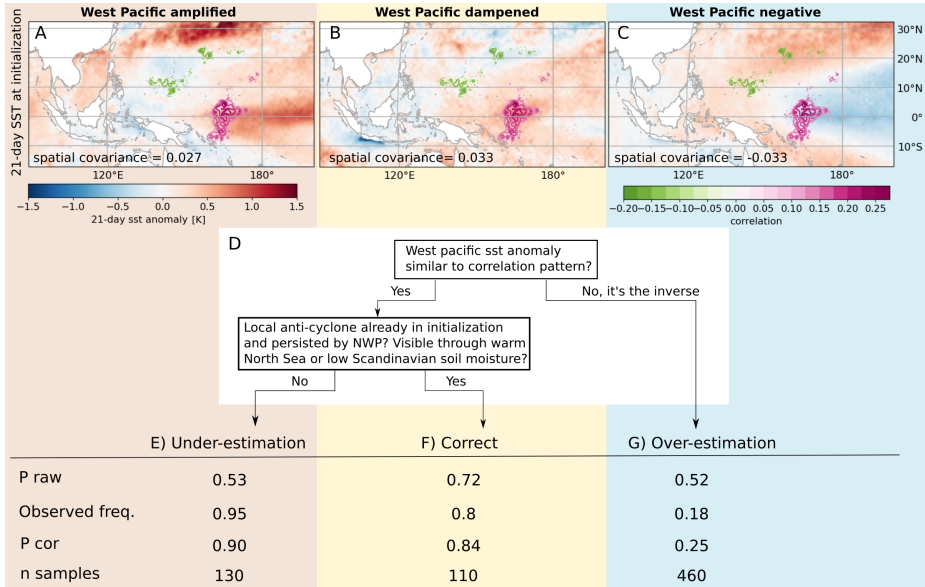 West Pacific amplified
West Pacific dampened
West Pacific negative
21-day SST at initialization
A
B
C
30°N
20°N
10°N
0°
10°S
spatial covariance = 0.027
spatial covariance= 0.033
spatial covariance = -0.033
120°E 180°
120°E 180°
120°E 180°
−1.5 −1.0 −0.5 0.0 0.5 1.0 1.5
21-day sst anomaly [K]
−0.20 −0.15 −0.10 −0.05 0.00 0.05 0.10 0.15 0.20 0.25
correlation
D
West pacific sst anomaly
similar to correlation pattern?
Yes
No, it's the inverse
Local anti-cyclone already in initialization
and persisted by NWP? Visible through warm
North Sea or low Scandinavian soil moisture?
No
Yes
E) Under-estimation F) Correct G) Over-estimation
P raw 0.53 0.72 0.52
Observed freq. 0.95 0.8 0.18
P cor 0.90 0.84 0.25
n samples 130 110 460